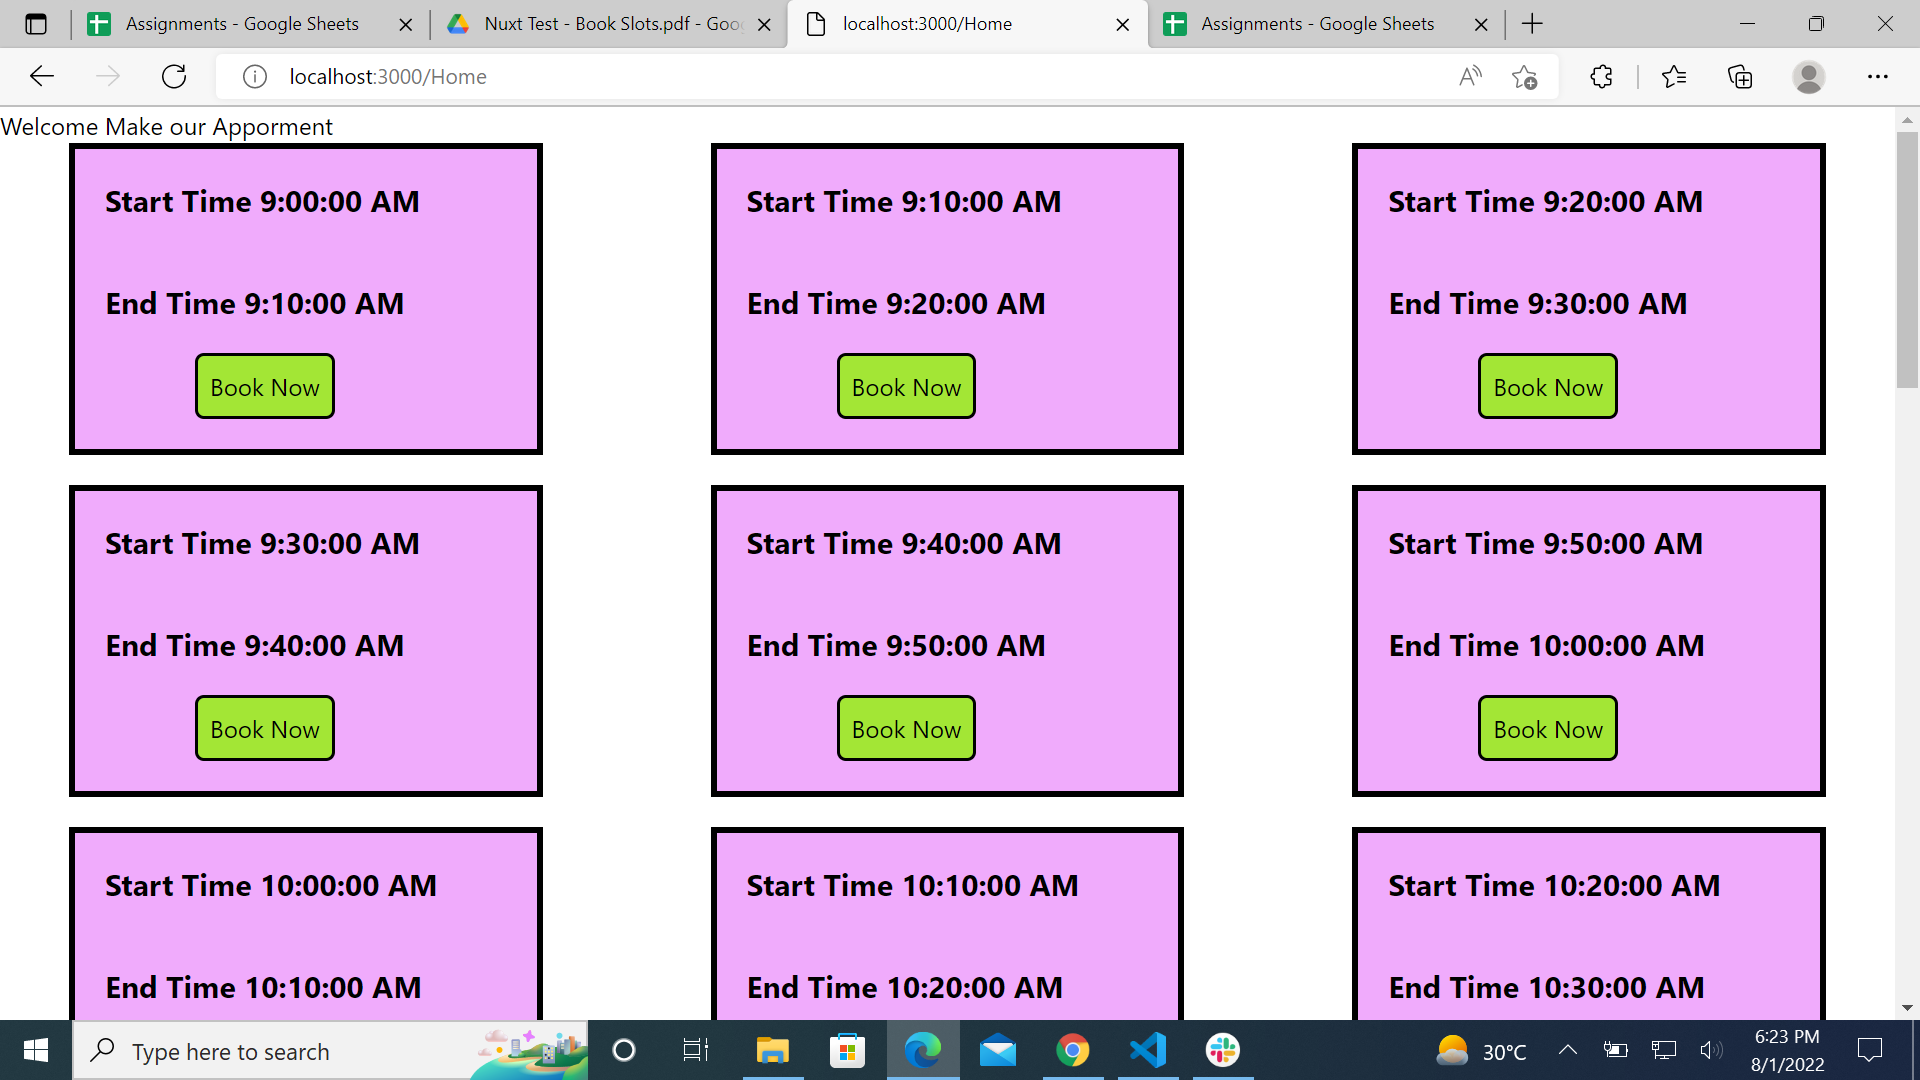 Assignments - Google Sheets
Nuxt Test - Book Slots.pdf - Goo
localhost:3000/Home
Assignments - Google Sheets
localhost:3000/Home
Welcome Make our Apporment
Start Time 9:00:00 AM
End Time 9:10:00 AM
Book Now
Start Time 9:10:00 AM
End Time 9:20:00 AM
Book Now
Start Time 9:20:00 AM
End Time 9:30:00 AM
Book Now
Start Time 9:30:00 AM
End Time 9:40:00 AM
Book Now
Start Time 9:40:00 AM
End Time 9:50:00 AM
Book Now
Start Time 9:50:00 AM
End Time 10:00:00 AM
Book Now
Start Time 10:00:00 AM
End Time 10:10:00 AM
Start Time 10:10:00 AM
End Time 10:20:00 AM
Start Time 10:20:00 AM
End Time 10:30:00 AM
Type here to search
30°C
6:23 PM
8/1/2022